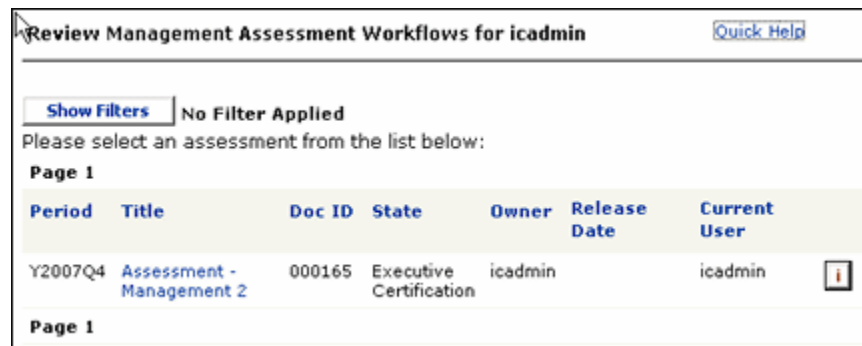 Review Management Assessment Workflows for icadmin Quick Help
Show Filters No Filter Applied
Please select an assessment from the list below:
Page 1
Period Title Doc ID State Owner Release Date Current User
Y2007Q4 Assessment - Management 2 000165 Executive Certification icadmin icadmin i
Page 1